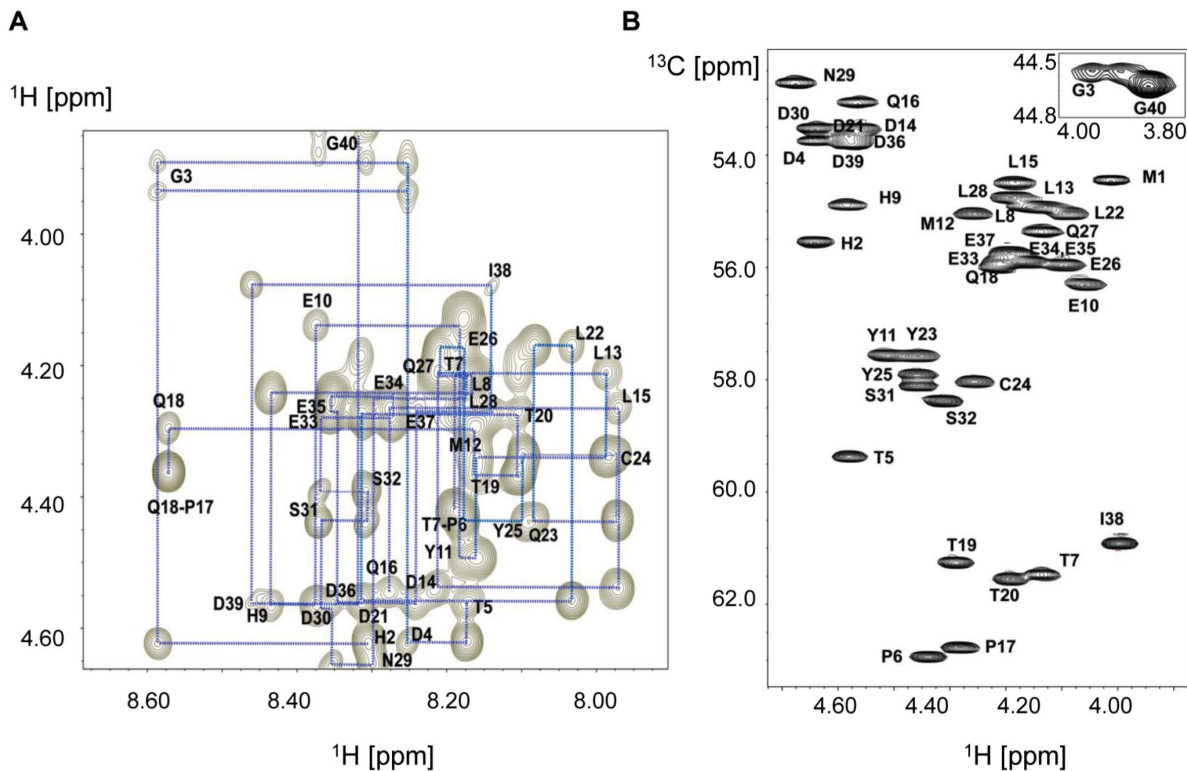 A
B
¹H [ppm]
¹³C [ppm]
44.5
G3
G40
44.8
4.00 3.80
N29
Q16
D30
D21
D14
D36
D4
D39
54.0
L15
M1
L28
L13
H9
M12
L8
L22
Q27
H2
E37
E34,E35
E33
E26
Q18
56.0
E10
Y11
Y23
Y25
58.0
C24
S31
S32
T5
60.0
I38
T19
T7
T20
62.0
P17
P6
4.60 4.40 4.20 4.00
¹H [ppm]
G40
G3
4.00
I38
E10
E26
L22
Q27
T7
L13
4.20
E34
L8
L15
Q18
E35
L28
E33
E37
T20
M12
C24
S32
T19
4.40
Q18-P17
S31
T7-P6
Y25
Q23
Y11
Q16
D36
D14
D39
H9
D30
D21
T5
4.60
H2
D4
N29
8.60 8.40 8.20 8.00
¹H [ppm]